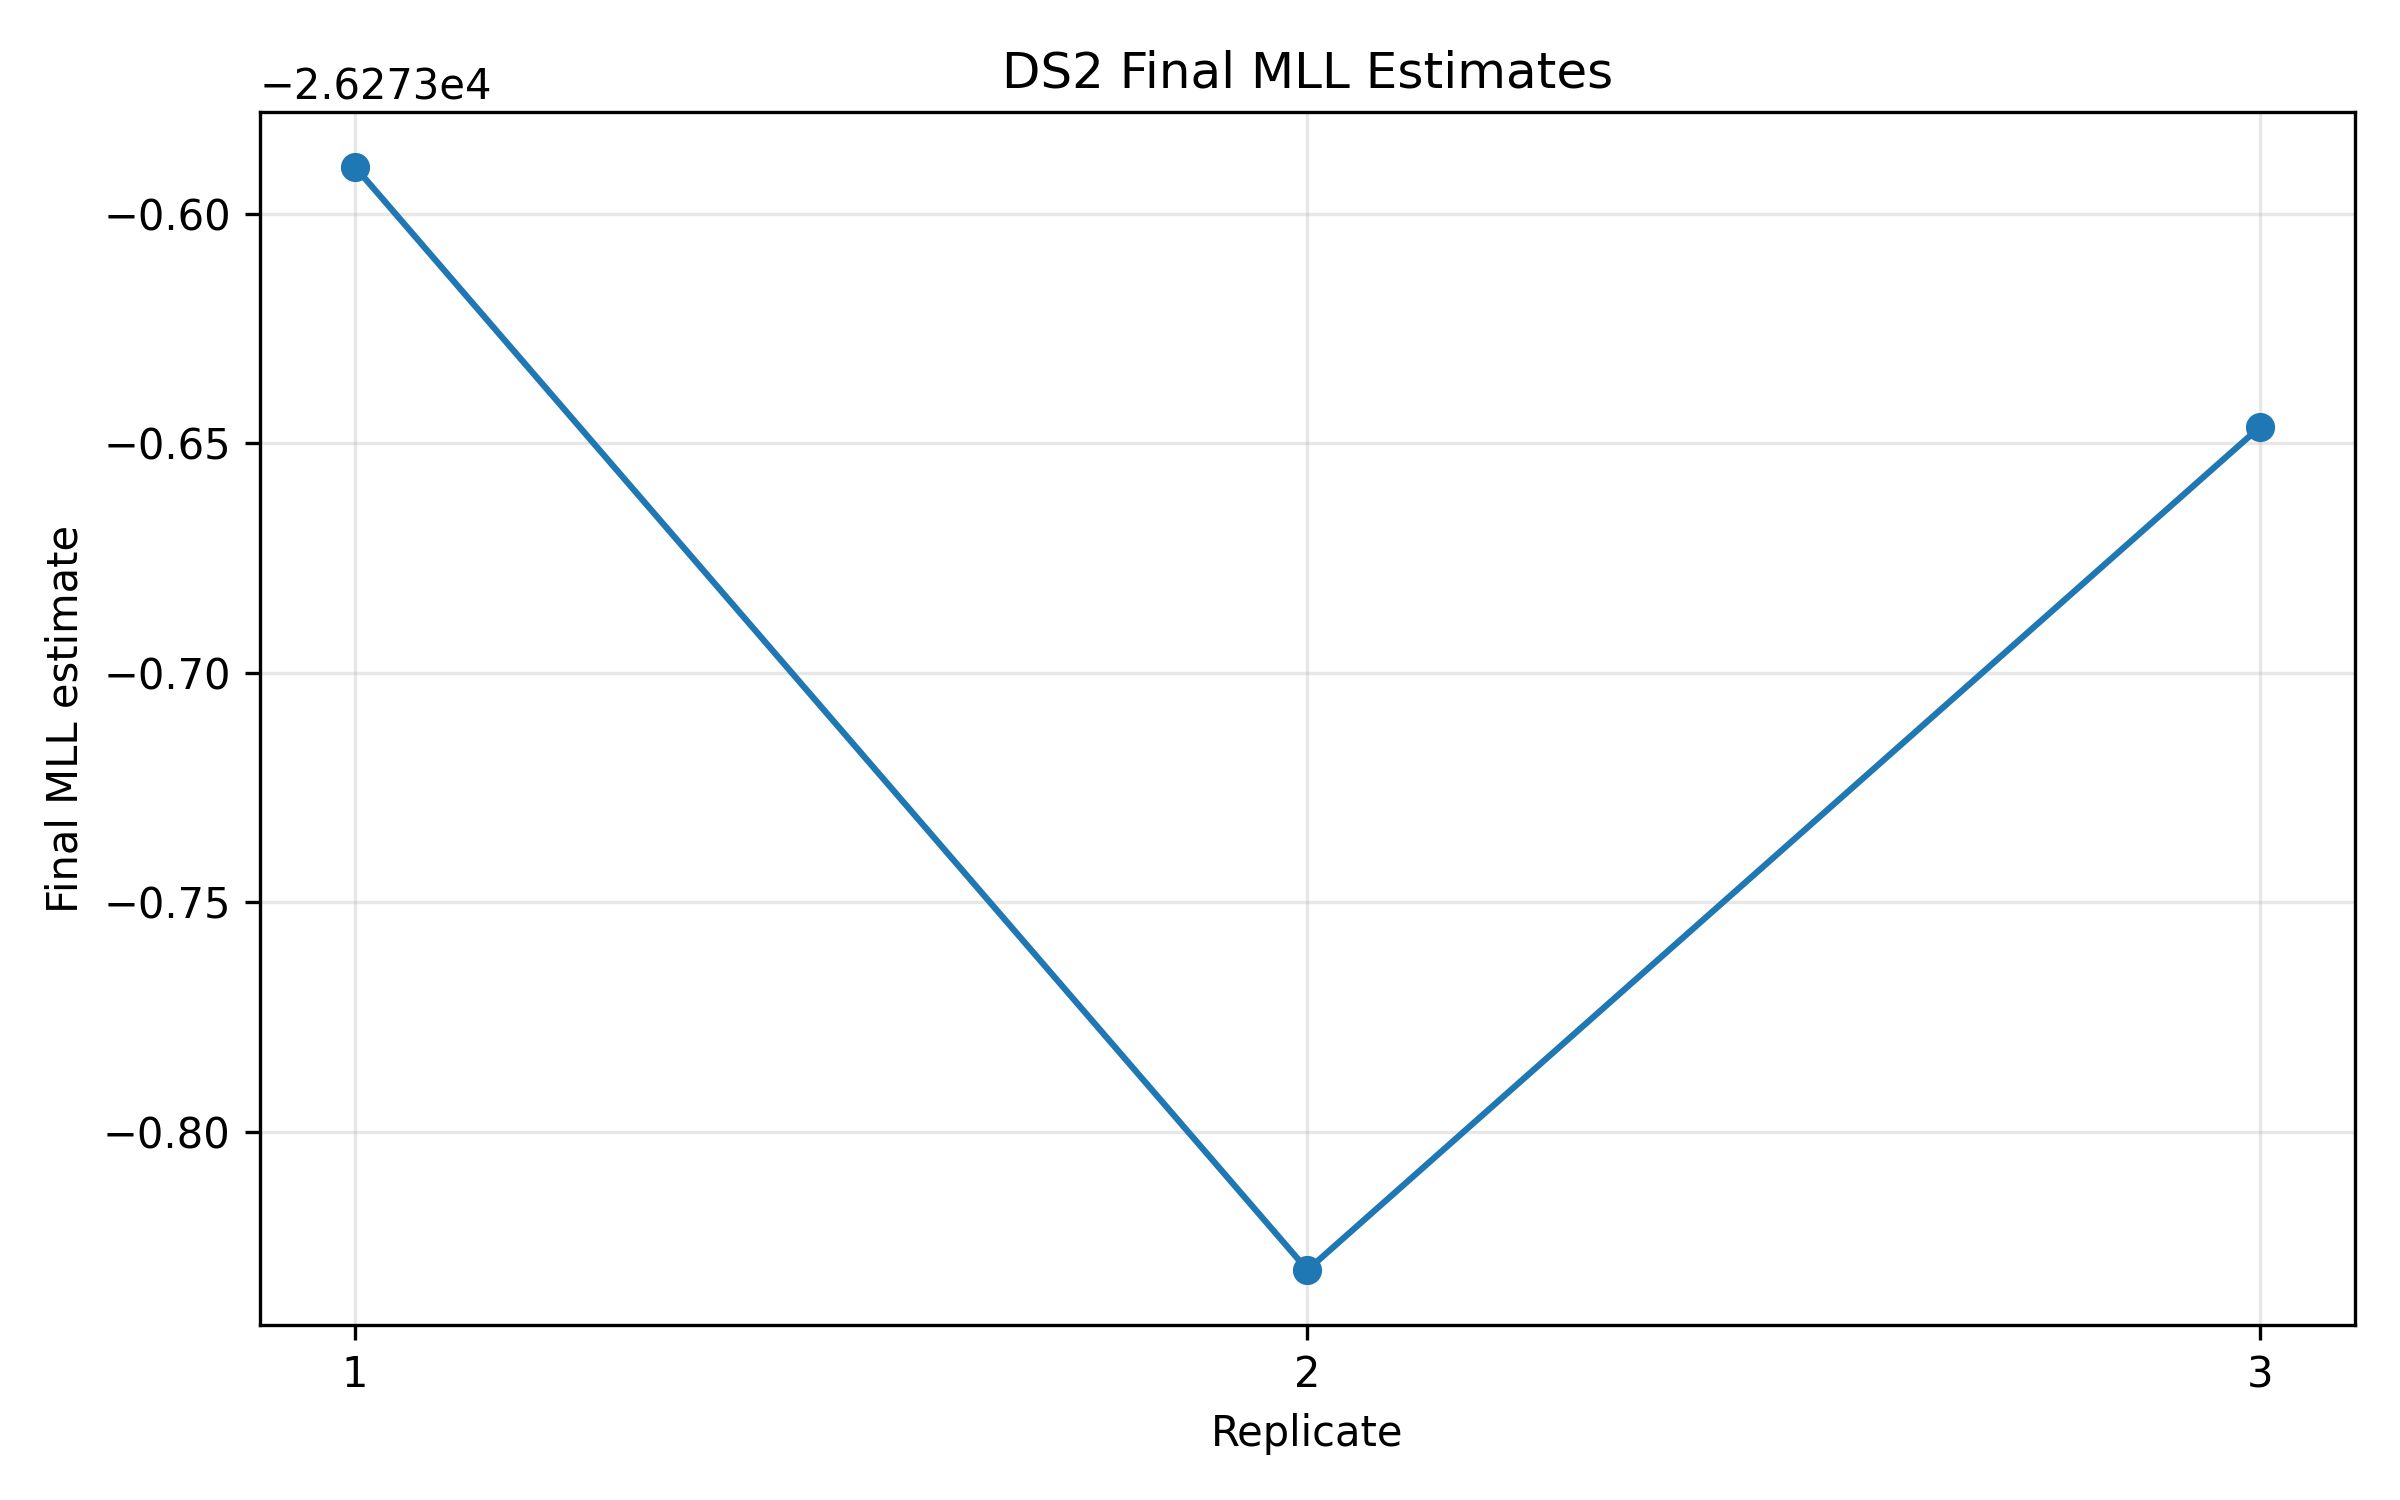 DS2 Final MLL Estimates
−2.6273e4
−0.60
−0.65
−0.70
−0.75
−0.80
Final MLL estimate
1 2 3
Replicate